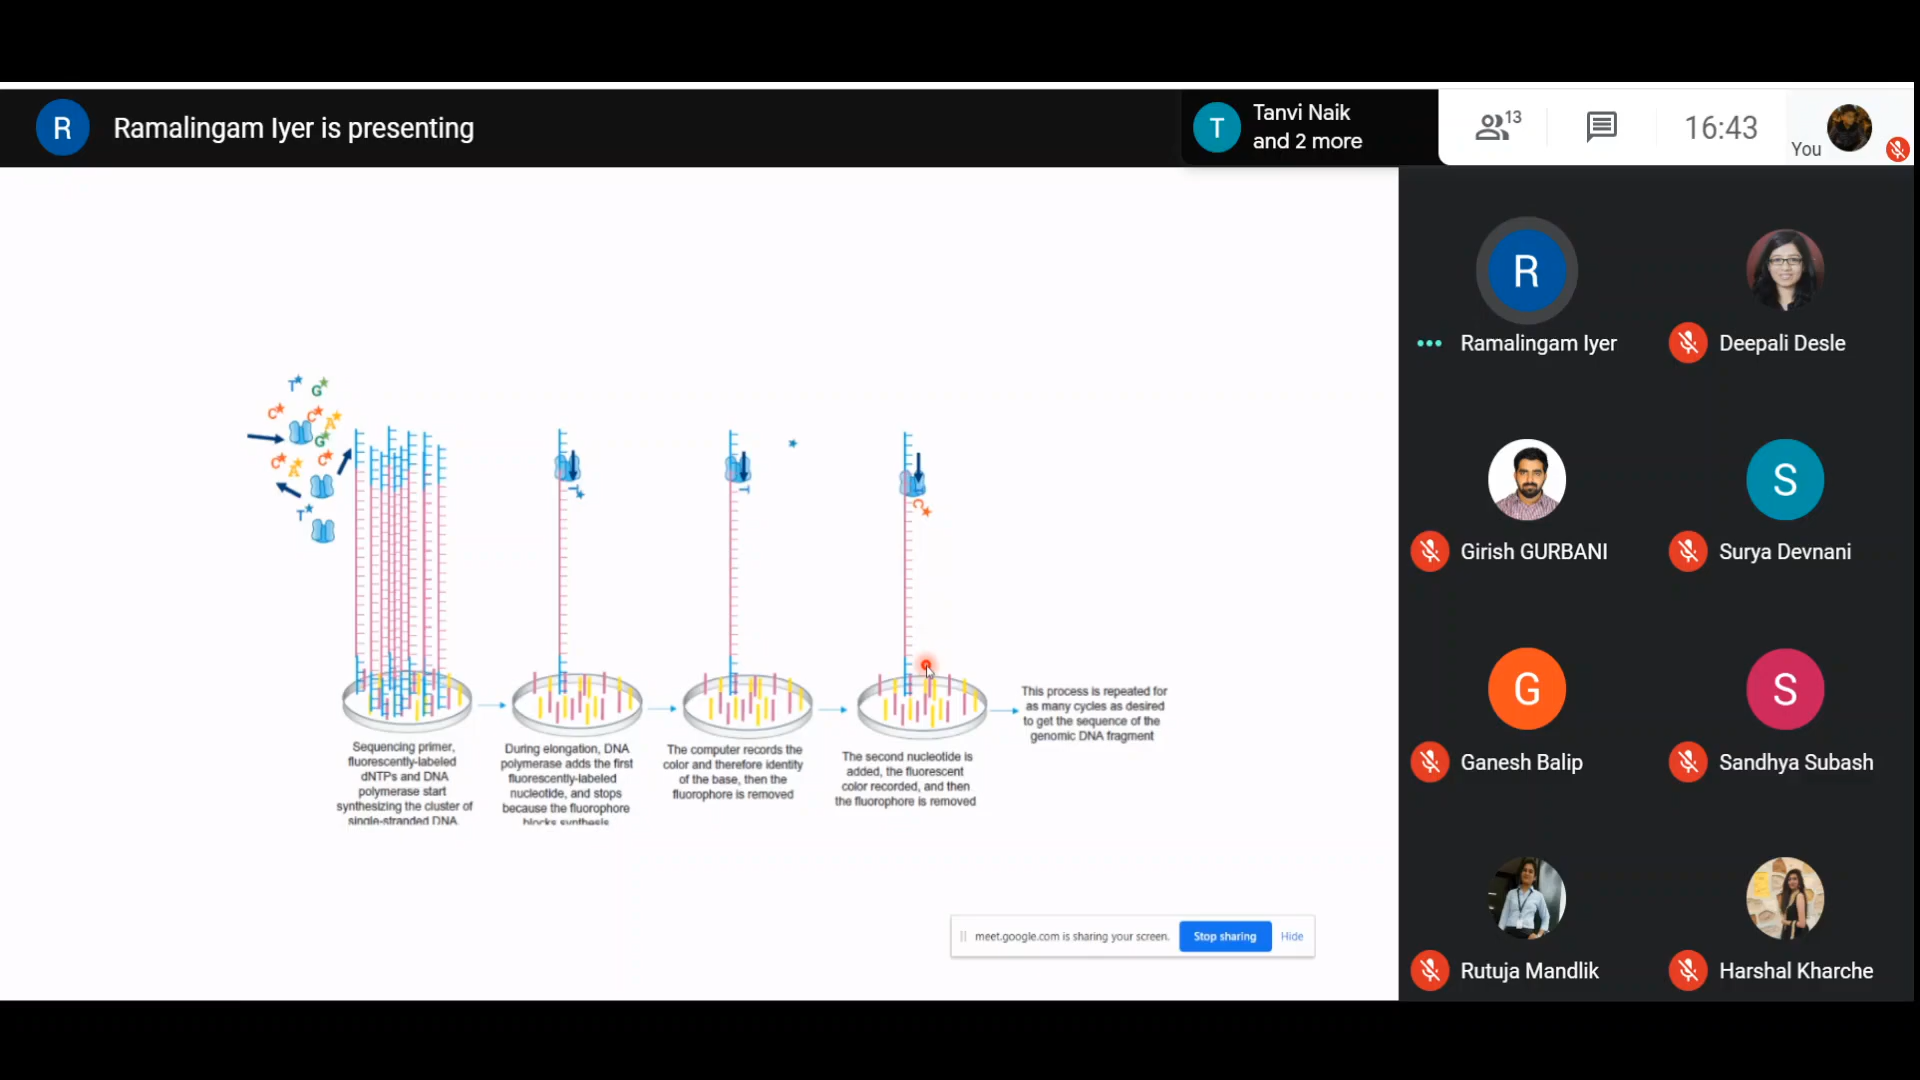 R
Ramalingam Iyer is presenting
T
Tanvi Naik
and 2 more
13
16:43
You
R
Ramalingam Iyer
Deepali Desle
Girish GURBANI
S
Surya Devnani
G
Ganesh Balip
S
Sandhya Subash
Rutuja Mandlik
Harshal Kharche
T
G
C
C
A
G
C
C
A
T
T
T
C
Sequencing primer,
fluorescently-labeled
dNTPs and DNA
polymerase start
synthesizing the cluster of
single-stranded DNA
During elongation, DNA
polymerase adds the first
fluorescently-labeled
nucleotide, and stops
because the fluorophore
blocks synthesis
The computer records the
color and therefore identity
of the base, then the
fluorophore is removed
The second nucleotide is
added, the fluorescent
color recorded, and then
the fluorophore is removed
This process is repeated for
as many cycles as desired
to get the sequence of the
genomic DNA fragment
meet.google.com is sharing your screen.
Stop sharing
Hide